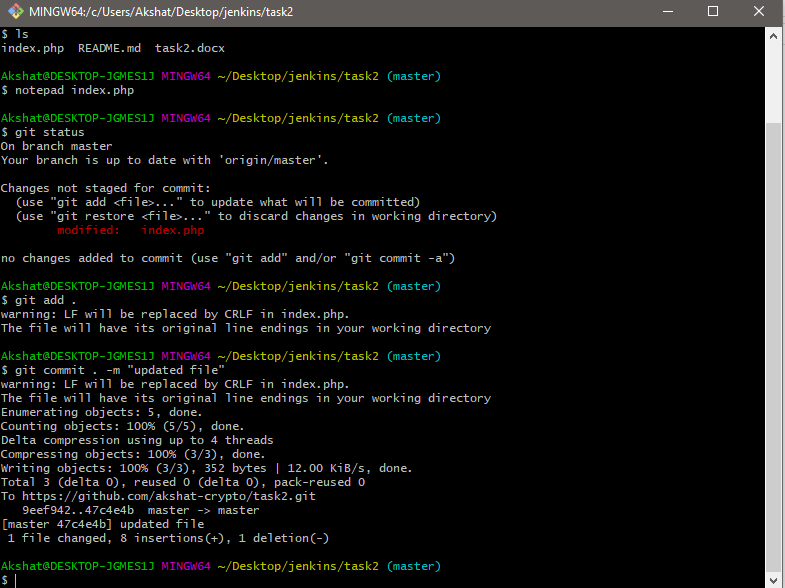 MINGW64:/c/Users/Akshat/Desktop/jenkins/task2
$ ls
index.php  README.md  task2.docx
Akshat@DESKTOP-JGMES1J MINGW64 ~/Desktop/jenkins/task2 (master)
$ notepad index.php
Akshat@DESKTOP-JGMES1J MINGW64 ~/Desktop/jenkins/task2 (master)
$ git status
On branch master
Your branch is up to date with 'origin/master'.
Changes not staged for commit:
  (use "git add <file>..." to update what will be committed)
  (use "git restore <file>..." to discard changes in working directory)
        modified:   index.php
no changes added to commit (use "git add" and/or "git commit -a")
Akshat@DESKTOP-JGMES1J MINGW64 ~/Desktop/jenkins/task2 (master)
$ git add .
warning: LF will be replaced by CRLF in index.php.
The file will have its original line endings in your working directory
Akshat@DESKTOP-JGMES1J MINGW64 ~/Desktop/jenkins/task2 (master)
$ git commit . -m "updated file"
warning: LF will be replaced by CRLF in index.php.
The file will have its original line endings in your working directory
Enumerating objects: 5, done.
Counting objects: 100% (5/5), done.
Delta compression using up to 4 threads
Compressing objects: 100% (3/3), done.
Writing objects: 100% (3/3), 352 bytes | 12.00 KiB/s, done.
Total 3 (delta 0), reused 0 (delta 0), pack-reused 0
To https://github.com/akshat-crypto/task2.git
   9eef942..47c4e4b  master -> master
[master 47c4e4b] updated file
 1 file changed, 8 insertions(+), 1 deletion(-)
Akshat@DESKTOP-JGMES1J MINGW64 ~/Desktop/jenkins/task2 (master)
$